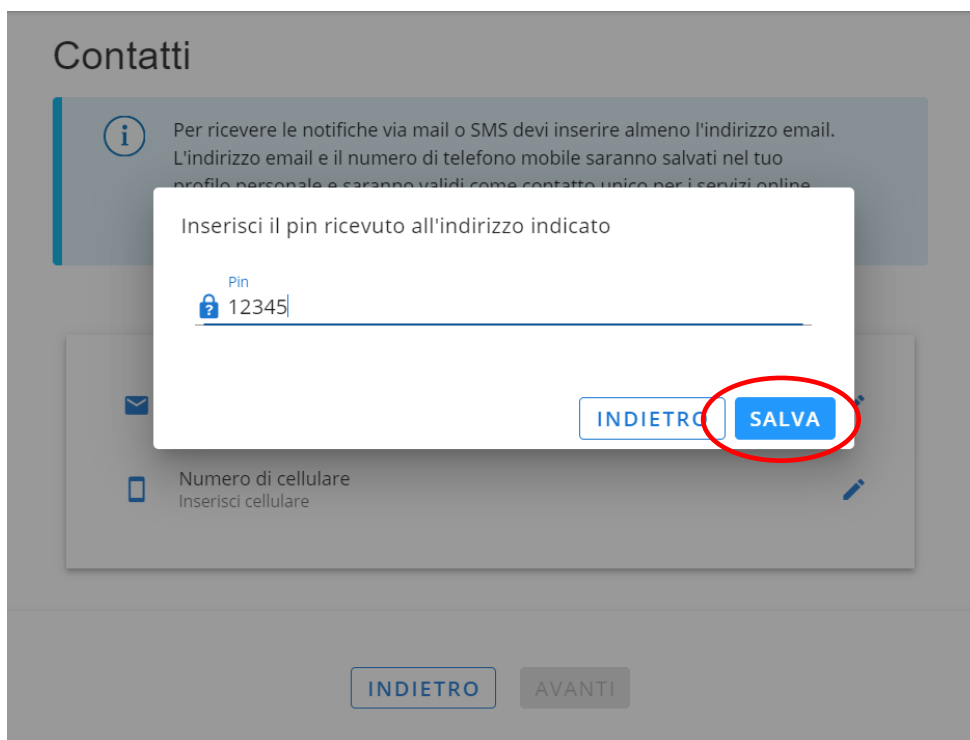 Contatti
i
Per ricevere le notifiche via mail o SMS devi inserire almeno l'indirizzo email.
L'indirizzo email e il numero di telefono mobile saranno salvati nel tuo
profilo personale e saranno validi come contatto unico per i servizi online
Inserisci il pin ricevuto all'indirizzo indicato
Pin
?
12345
INDIETRO
SALVA
Numero di cellulare
Inserisci cellulare
INDIETRO
AVANTI